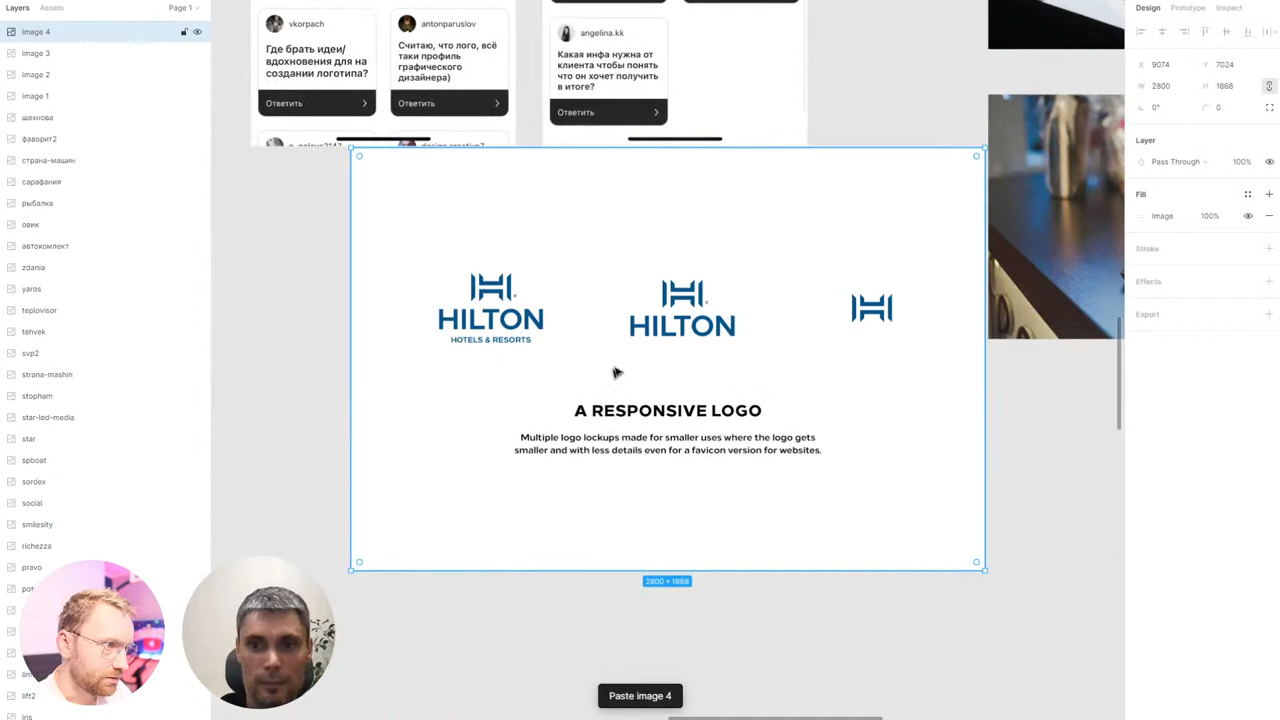 Layers
Assets
Page 1
image 4
image 3
image 2
image 1
шахнова
фаворит2
страна-машин
сарафания
рыбалка
овик
автокомлект
zdania
yaros
teplovisor
tehvek
svp2
strana-mashin
stopham
star-led-media
star
spboat
sordex
social
smilesity
richezza
pravo
lift2
iris
vkorpach
Где брать идеи/
вдохновения для на
создании логотипа?
Ответить
antonparuslov
Считаю, что лого, всё
таки профиль
графического
дизайнера)
Ответить
angelina.kk
Какая инфа нужна от
клиента чтобы понять
что он хочет получить
в итоге?
Ответить
HILTON
HOTELS & RESORTS
HILTON
A RESPONSIVE LOGO
Multiple logo lockups made for smaller uses where the logo gets
smaller and with less details even for a favicon version for websites.
2800 × 1868
Paste image 4
Design
Prototype
Inspect
X 9074
Y 7024
W 2800
H 1868
0°
0
Layer
Pass Through
100%
Fill
Image
100%
Stroke
Effects
Export